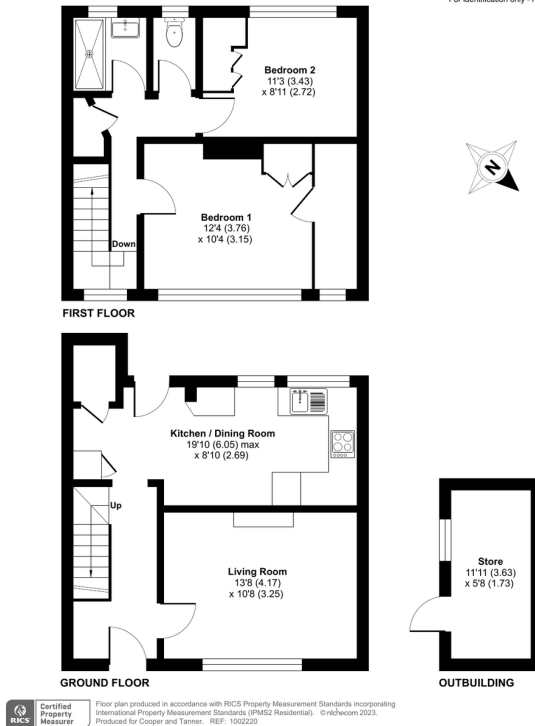 For identification only - 
Bedroom 2
11'3 (3.43)
x 8'11 (2.72)
N
Bedroom 1
12'4 (3.76)
x 10'4 (3.15)
Down
FIRST FLOOR
Kitchen / Dining Room
19'10 (6.05) max
x 8'10 (2.69)
Up
Living Room
13'8 (4.17)
x 10'8 (3.25)
Store
11'11 (3.63)
x 5'8 (1.73)
GROUND FLOOR
OUTBUILDING
RICS
Certified
Property
Measurer
Floor plan produced in accordance with RICS Property Measurement Standards incorporating
International Property Measurement Standards (IPMS2 Residential). © nichecom 2023.
Produced for Cooper and Tanner. REF: 1002220